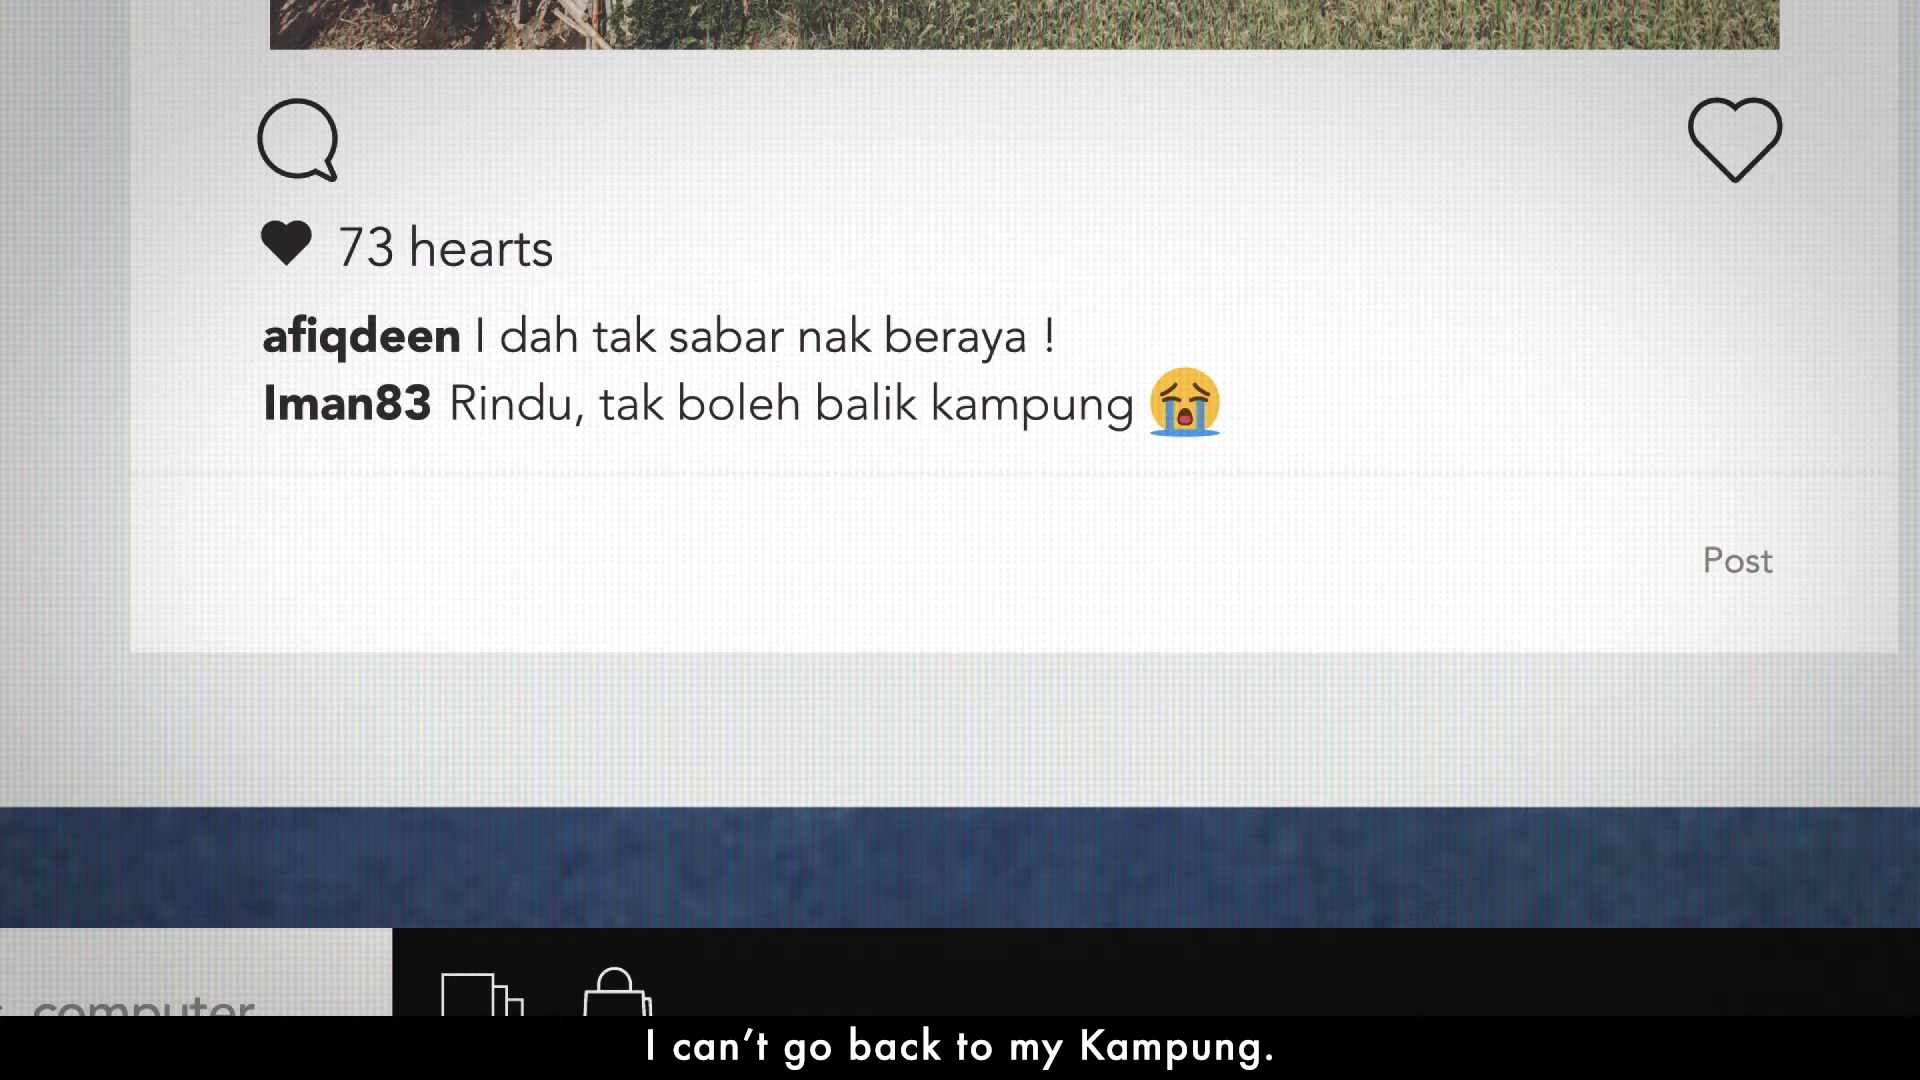 73 hearts
afiqdeen I dah tak sabar nak beraya !
Iman83 Rindu, tak boleh balik kampung 😭
Post
computer
I can’t go back to my Kampung.